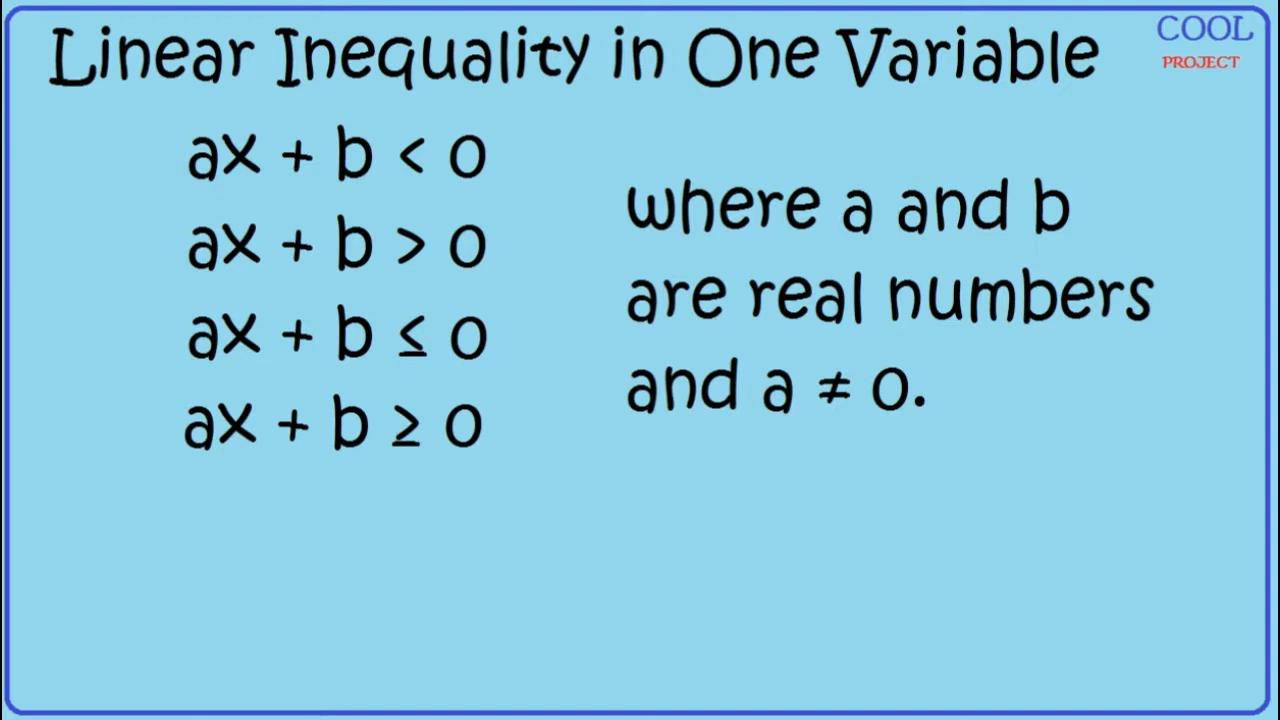 Linear Inequality in One Variable
COOL
PROJECT
ax + b < 0
ax + b > 0
ax + b ≤ 0
ax + b ≥ 0
where a and b
are real numbers
and a ≠ 0.